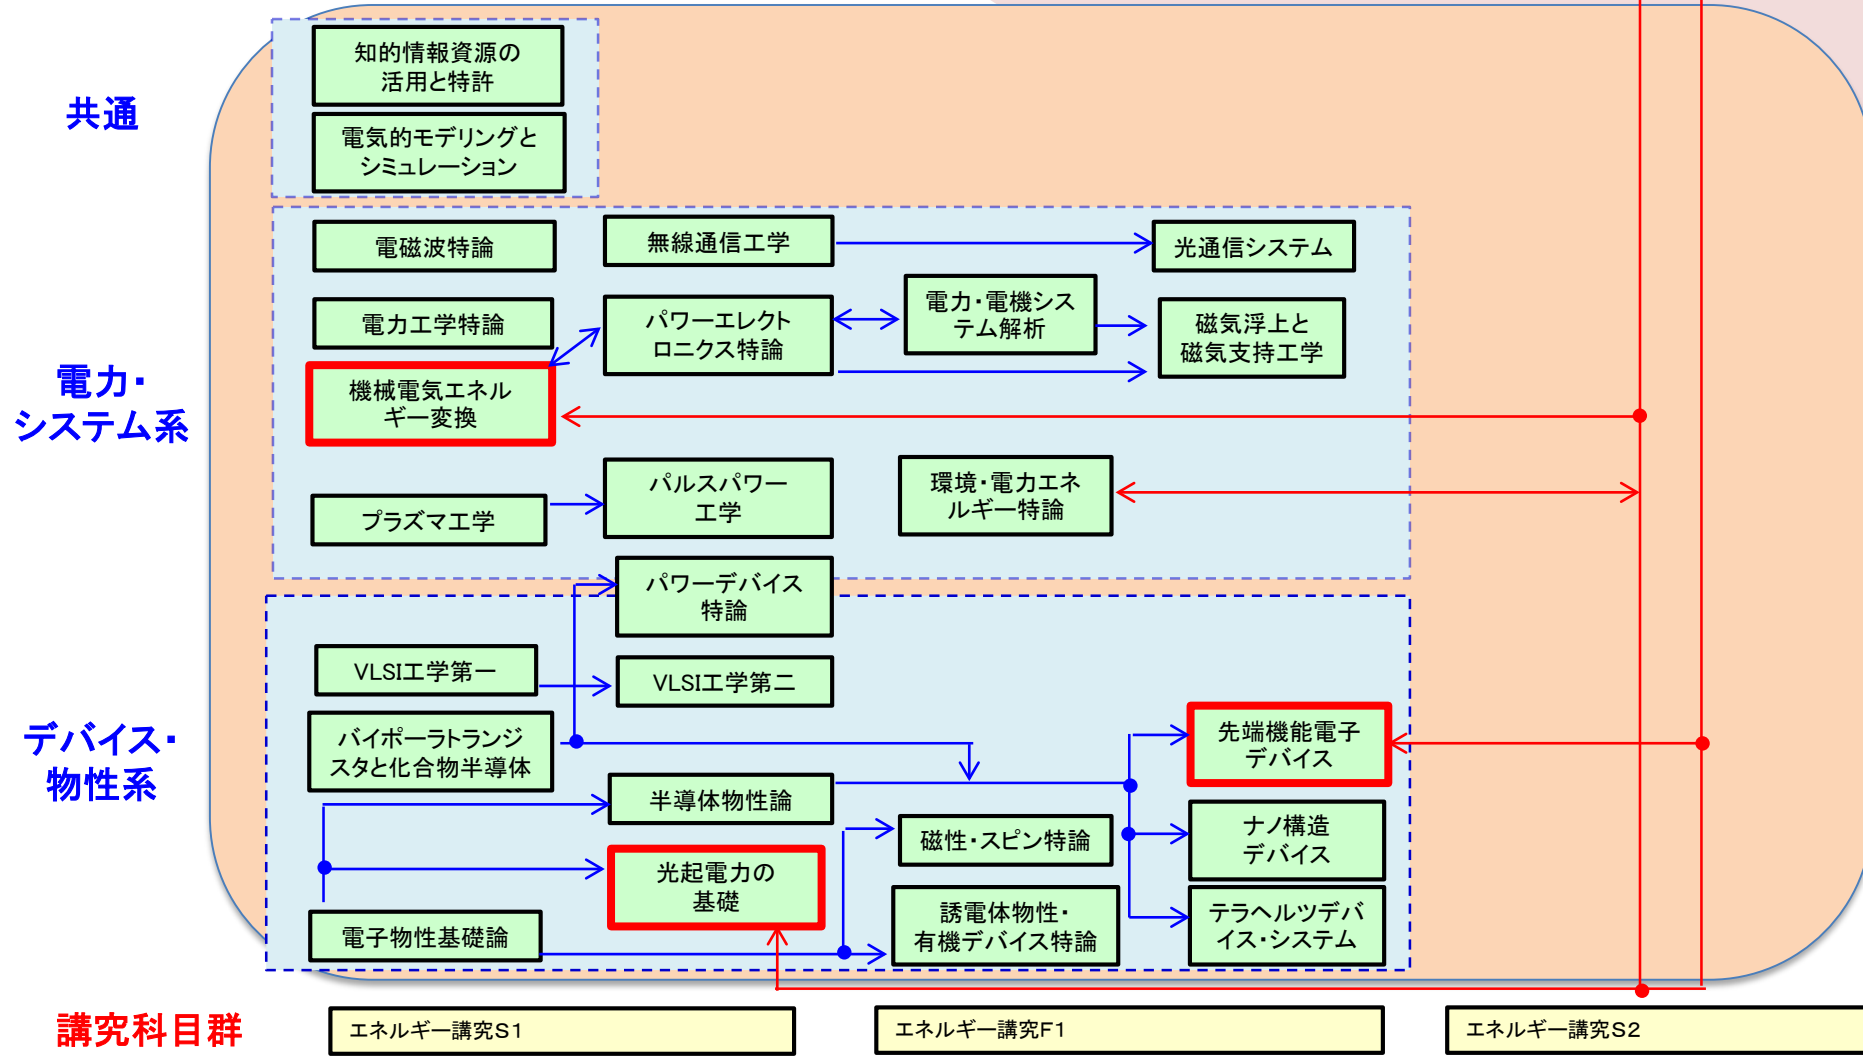 共通
知的情報資源の
活用と特許
電気的モデリングと
シミュレーション
電力・
システム系
電磁波特論
無線通信工学
光通信システム
電力工学特論
パワーエレクト
ロニクス特論
電力・電機シス
テム解析
磁気浮上と
磁気支持工学
機械電気エネル
ギー変換
プラズマ工学
パルスパワー
工学
環境・電力エネ
ルギー特論
デバイス・
物性系
パワーデバイス
特論
VLSI工学第一
VLSI工学第二
バイポーラトランジ
スタと化合物半導体
半導体物性論
先端機能電子
デバイス
光起電力の
基礎
磁性・スピン特論
ナノ構造
デバイス
電子物性基礎論
誘電体物性・
有機デバイス特論
テラヘルツデバ
イス・システム
講究科目群
エネルギー講究S1
エネルギー講究F1
エネルギー講究S2